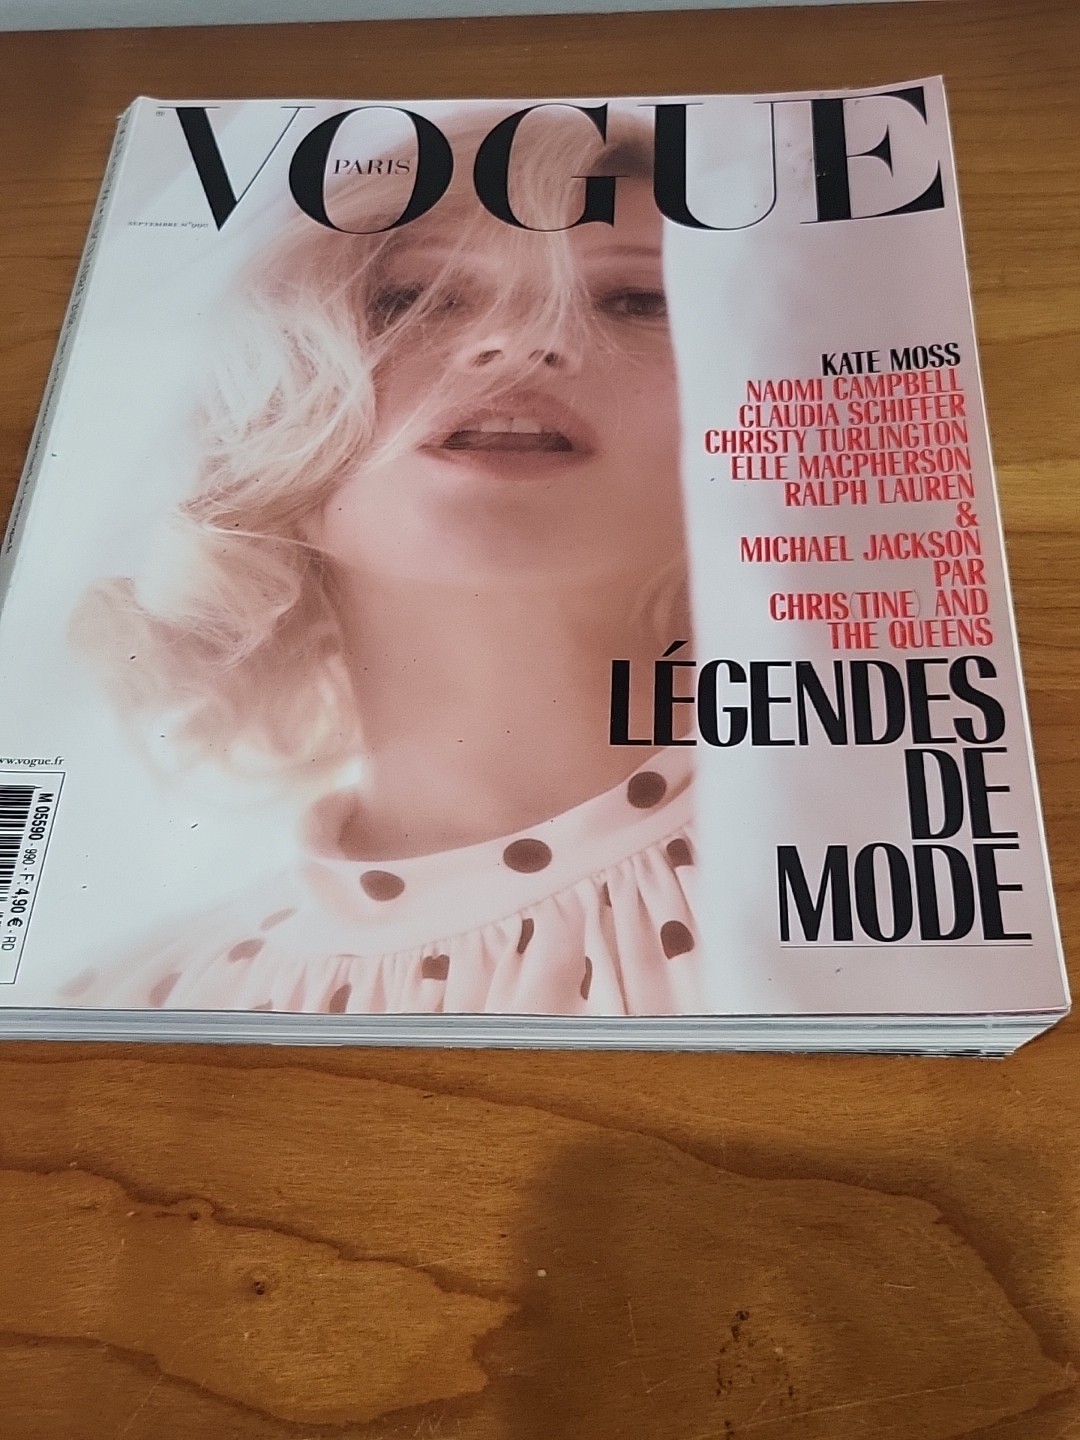 VOGUE
PARIS
SEPTEMBRE N°990
KATE MOSS
NAOMI CAMPBELL
CLAUDIA SCHIFFER
CHRISTY TURLINGTON
ELLE MACPHERSON
RALPH LAUREN
&
MICHAEL JACKSON
PAR
CHRIS(TINE) AND
THE QUEENS
LÉGENDES
DE
MODE
www.vogue.fr
M 05590 - 990 - F: 4,90 € - RD